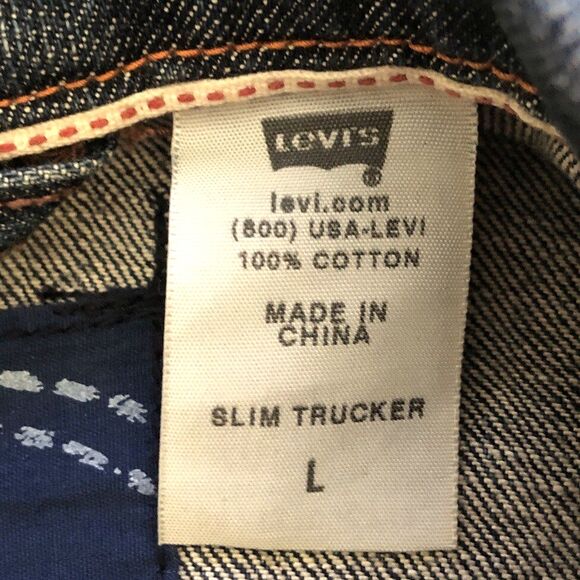 LEVI'S
levi.com
(800) USA-LEVI
100% COTTON
MADE IN
CHINA
SLIM TRUCKER
L